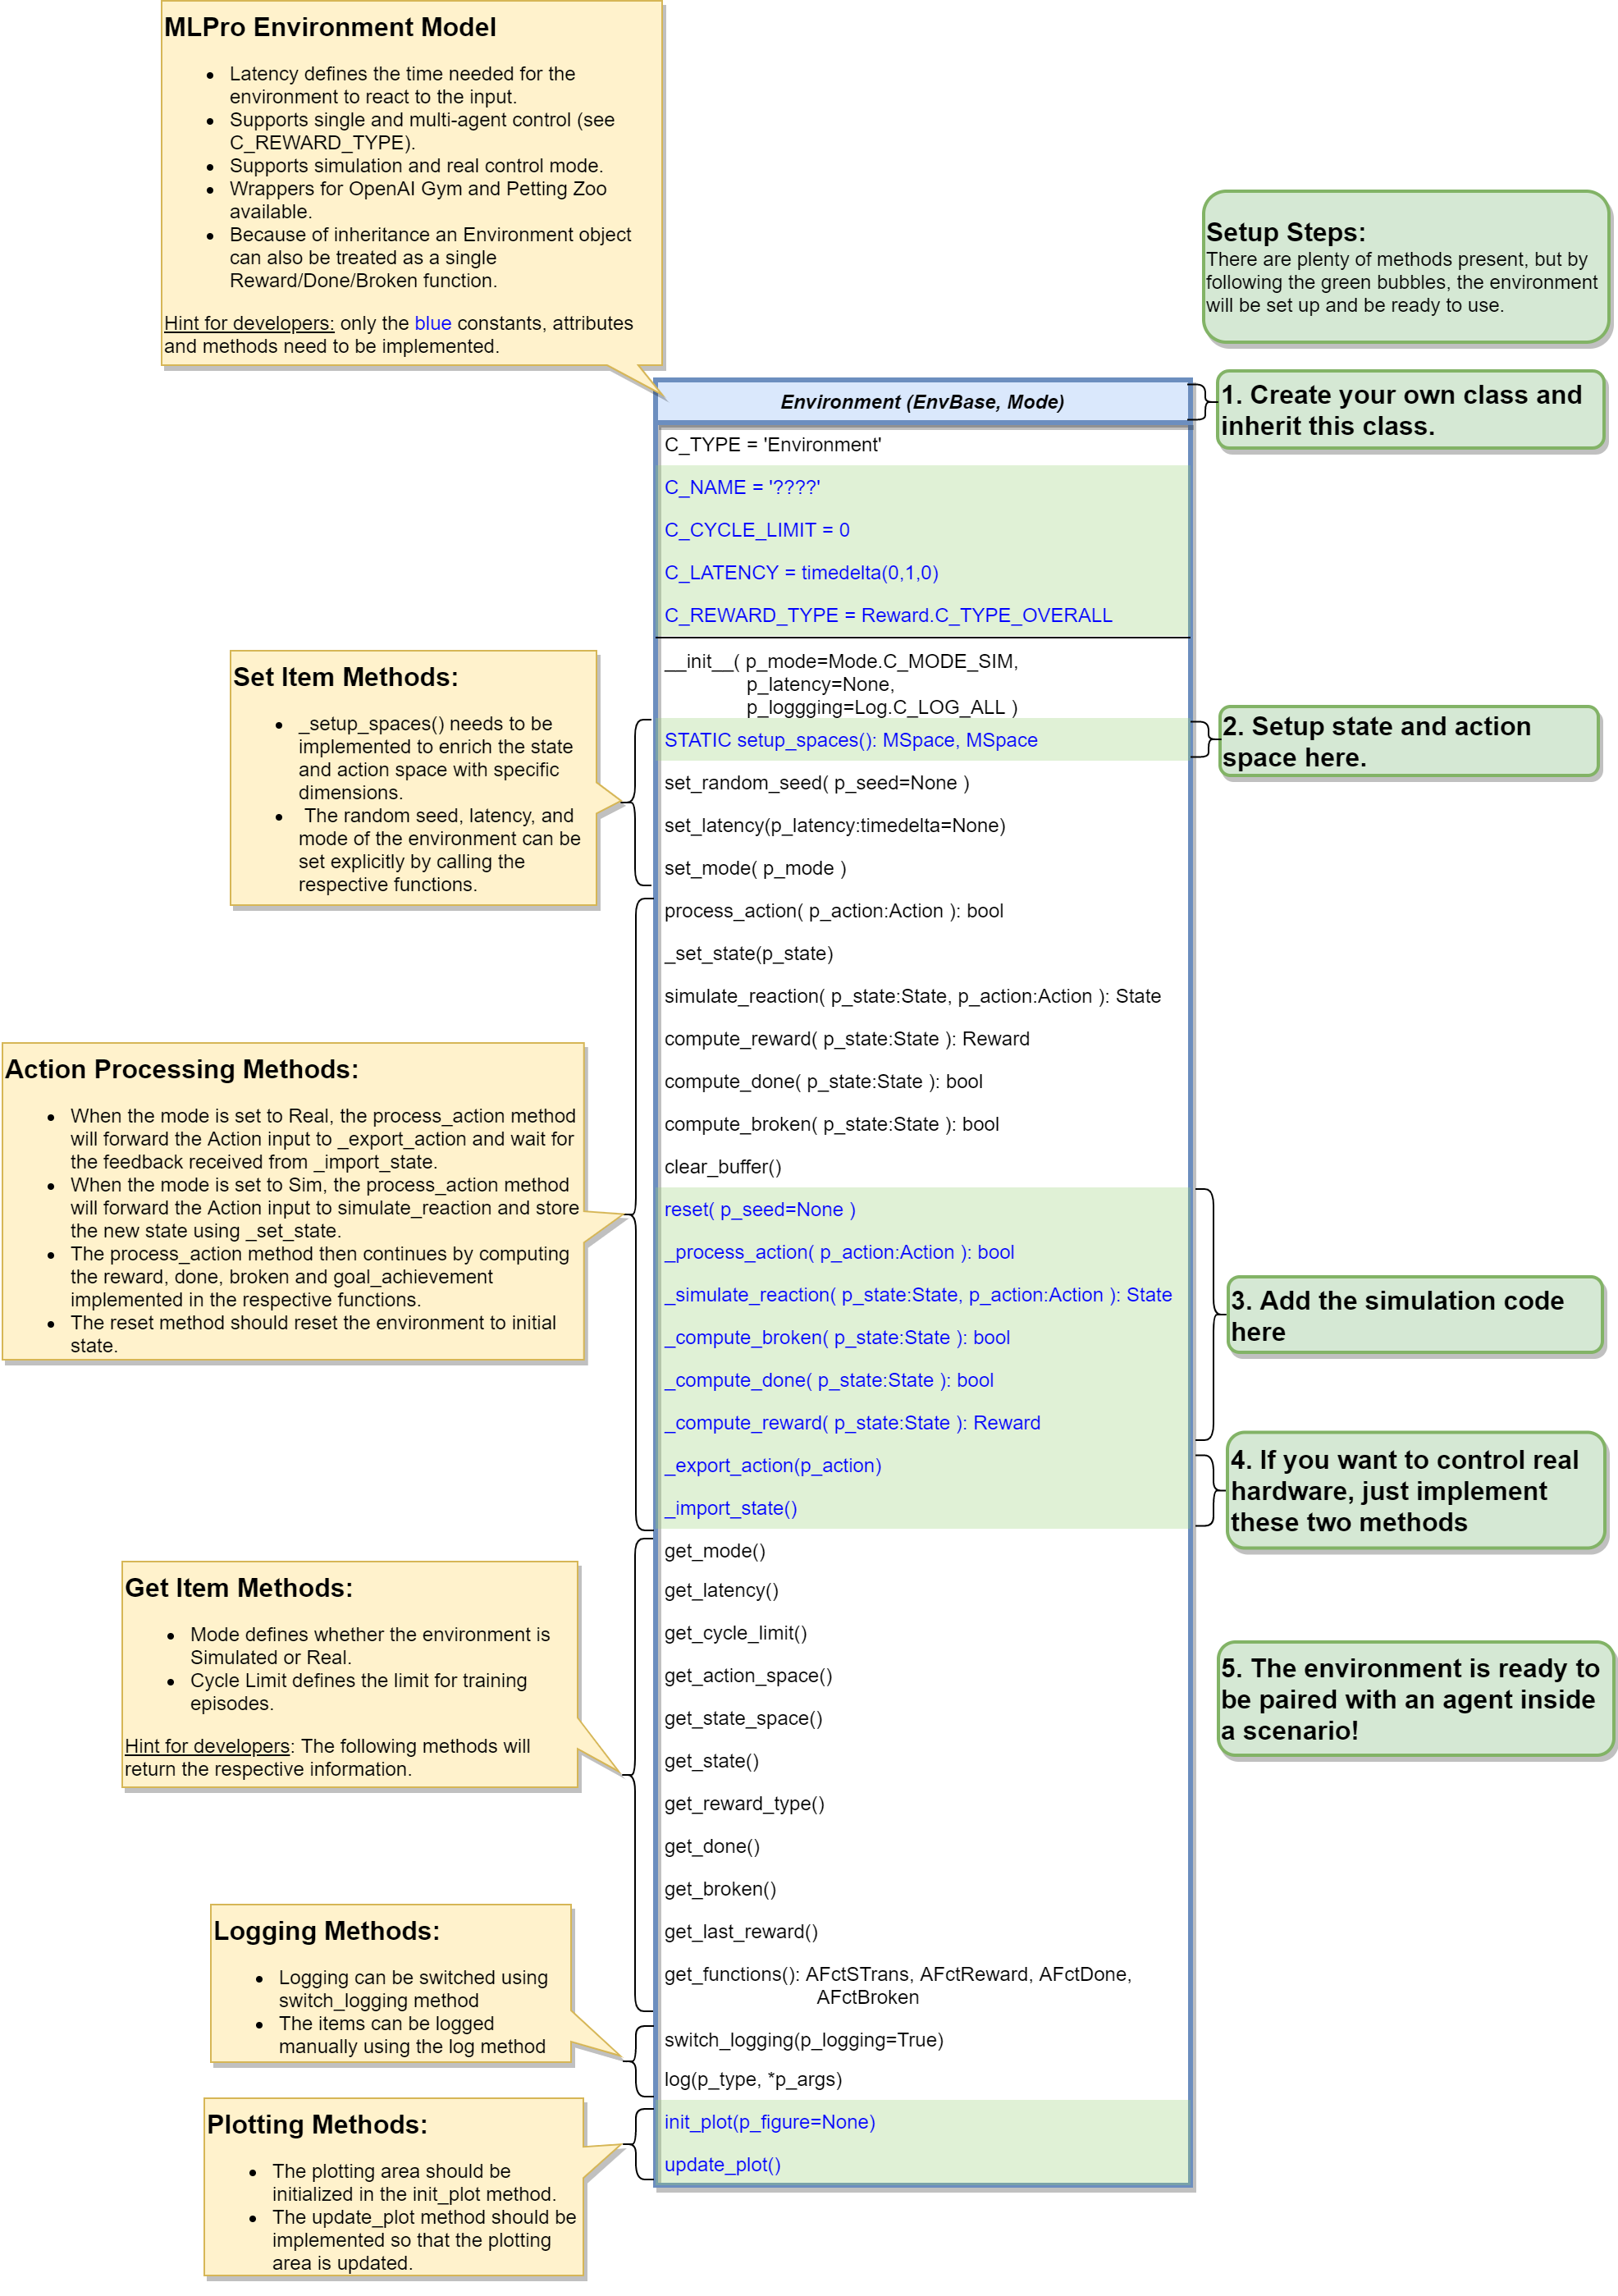 MLPro Environment Model
• Latency defines the time needed for the
environment to react to the input.
• Supports single and multi-agent control (see
C_REWARD_TYPE).
• Supports simulation and real control mode.
• Wrappers for OpenAI Gym and Petting Zoo
available.
• Because of inheritance an Environment object
can also be treated as a single
Reward/Done/Broken function.
Hint for developers: only the blue constants, attributes
and methods need to be implemented.
Setup Steps:
There are plenty of methods present, but by
following the green bubbles, the environment
will be set up and be ready to use.
Environment (EnvBase, Mode)
1. Create your own class and
inherit this class.
C_TYPE = 'Environment'
C_NAME = '????'
C_CYCLE_LIMIT = 0
C_LATENCY = timedelta(0,1,0)
C_REWARD_TYPE = Reward.C_TYPE_OVERALL
__init__( p_mode=Mode.C_MODE_SIM,
p_latency=None,
p_loggging=Log.C_LOG_ALL )
Set Item Methods:
• _setup_spaces() needs to be
implemented to enrich the state
and action space with specific
dimensions.
• The random seed, latency, and
mode of the environment can be
set explicitly by calling the
respective functions.
STATIC setup_spaces(): MSpace, MSpace
2. Setup state and action
space here.
set_random_seed( p_seed=None )
set_latency(p_latency:timedelta=None)
set_mode( p_mode )
process_action( p_action:Action ): bool
_set_state(p_state)
simulate_reaction( p_state:State, p_action:Action ): State
compute_reward( p_state:State ): Reward
compute_done( p_state:State ): bool
compute_broken( p_state:State ): bool
clear_buffer()
Action Processing Methods:
• When the mode is set to Real, the process_action method
will forward the Action input to _export_action and wait for
the feedback received from _import_state.
• When the mode is set to Sim, the process_action method
will forward the Action input to simulate_reaction and store
the new state using _set_state.
• The process_action method then continues by computing
the reward, done, broken and goal_achievement
implemented in the respective functions.
• The reset method should reset the environment to initial
state.
reset( p_seed=None )
_process_action( p_action:Action ): bool
_simulate_reaction( p_state:State, p_action:Action ): State
_compute_broken( p_state:State ): bool
_compute_done( p_state:State ): bool
_compute_reward( p_state:State ): Reward
3. Add the simulation code
here
_export_action(p_action)
_import_state()
4. If you want to control real
hardware, just implement
these two methods
get_mode()
get_latency()
get_cycle_limit()
get_action_space()
get_state_space()
get_state()
get_reward_type()
get_done()
get_broken()
get_last_reward()
get_functions(): AFctSTrans, AFctReward, AFctDone,
AFctBroken
Get Item Methods:
• Mode defines whether the environment is
Simulated or Real.
• Cycle Limit defines the limit for training
episodes.
Hint for developers: The following methods will
return the respective information.
5. The environment is ready to
be paired with an agent inside
a scenario!
Logging Methods:
• Logging can be switched using
switch_logging method
• The items can be logged
manually using the log method
switch_logging(p_logging=True)
log(p_type, *p_args)
Plotting Methods:
• The plotting area should be
initialized in the init_plot method.
• The update_plot method should be
implemented so that the plotting
area is updated.
init_plot(p_figure=None)
update_plot()